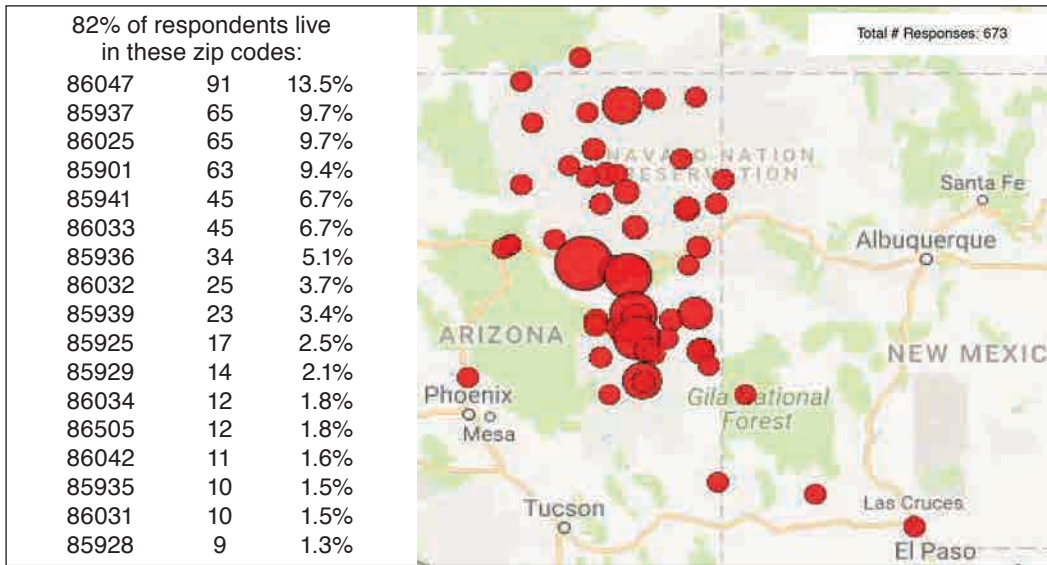 82% of respondents live
in these zip codes:
86047 91 13.5%
85937 65 9.7%
86025 65 9.7%
85901 63 9.4%
85941 45 6.7%
86033 45 6.7%
85936 34 5.1%
86032 25 3.7%
85939 23 3.4%
85925 17 2.5%
85929 14 2.1%
86034 12 1.8%
86505 12 1.8%
86042 11 1.6%
85935 10 1.5%
86031 10 1.5%
85928 9 1.3%
Total # Responses: 673
NAVAJO NATION
RESERVATION
Santa Fe
Albuquerque
ARIZONA
NEW MEXIC
Phoenix
Mesa
Gila National
Forest
Tucson
Las Cruces
El Paso